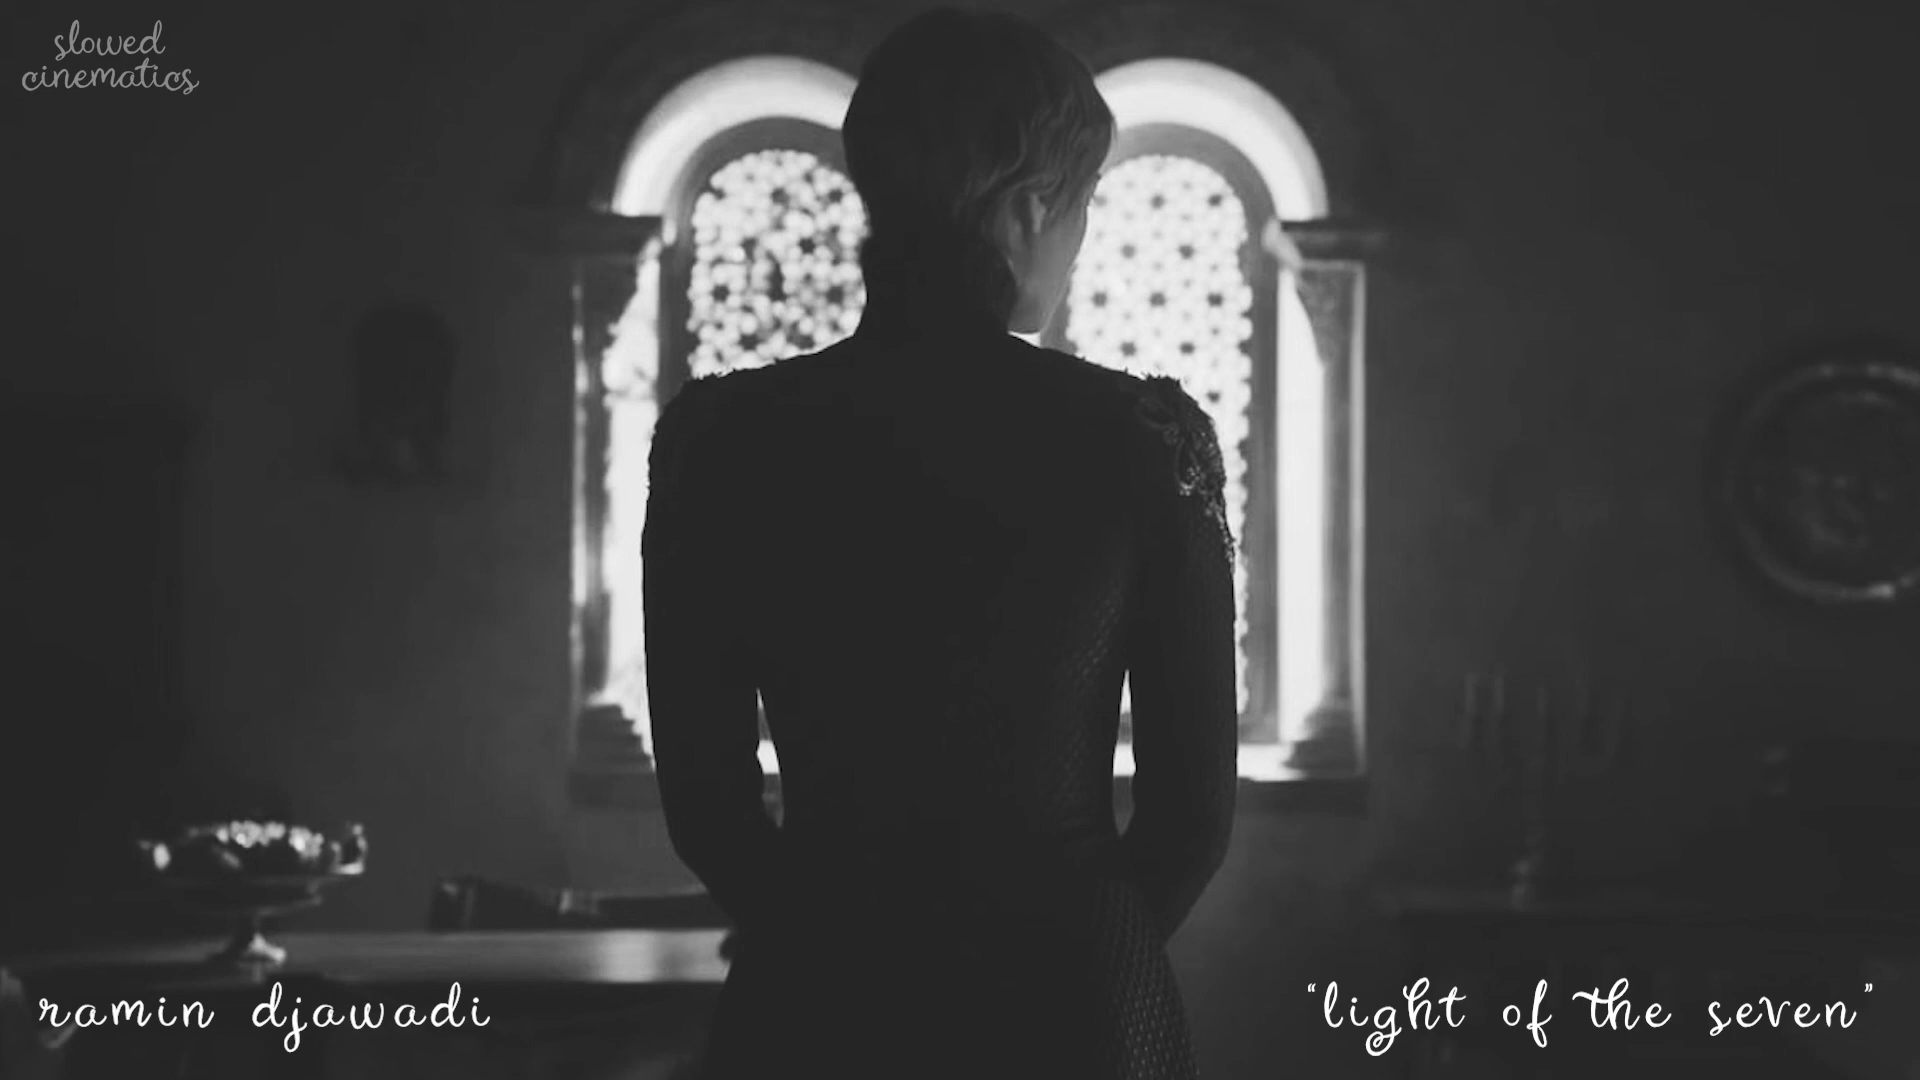 slowed
cinematics
ramin djawadi
“light of the seven”